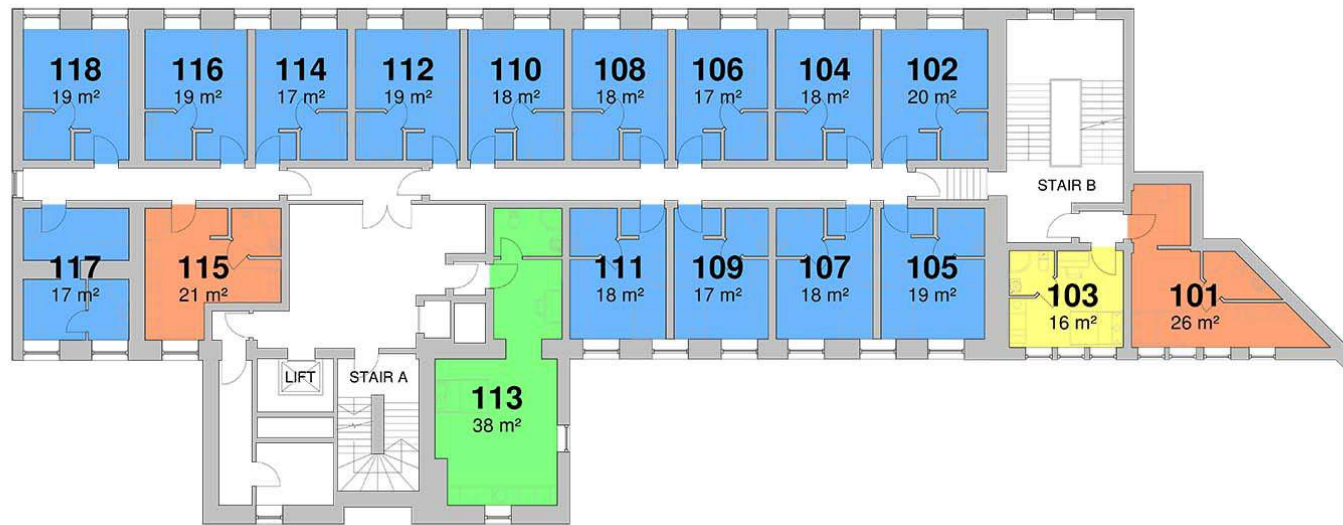 118
19 m²
116
19 m²
114
17 m²
112
19 m²
110
18 m²
108
18 m²
106
17 m²
104
18 m²
102
20 m²
STAIR B
117
17 m²
115
21 m²
111
18 m²
109
17 m²
107
18 m²
105
19 m²
103
16 m²
101
26 m²
LIFT
STAIR A
113
38 m²